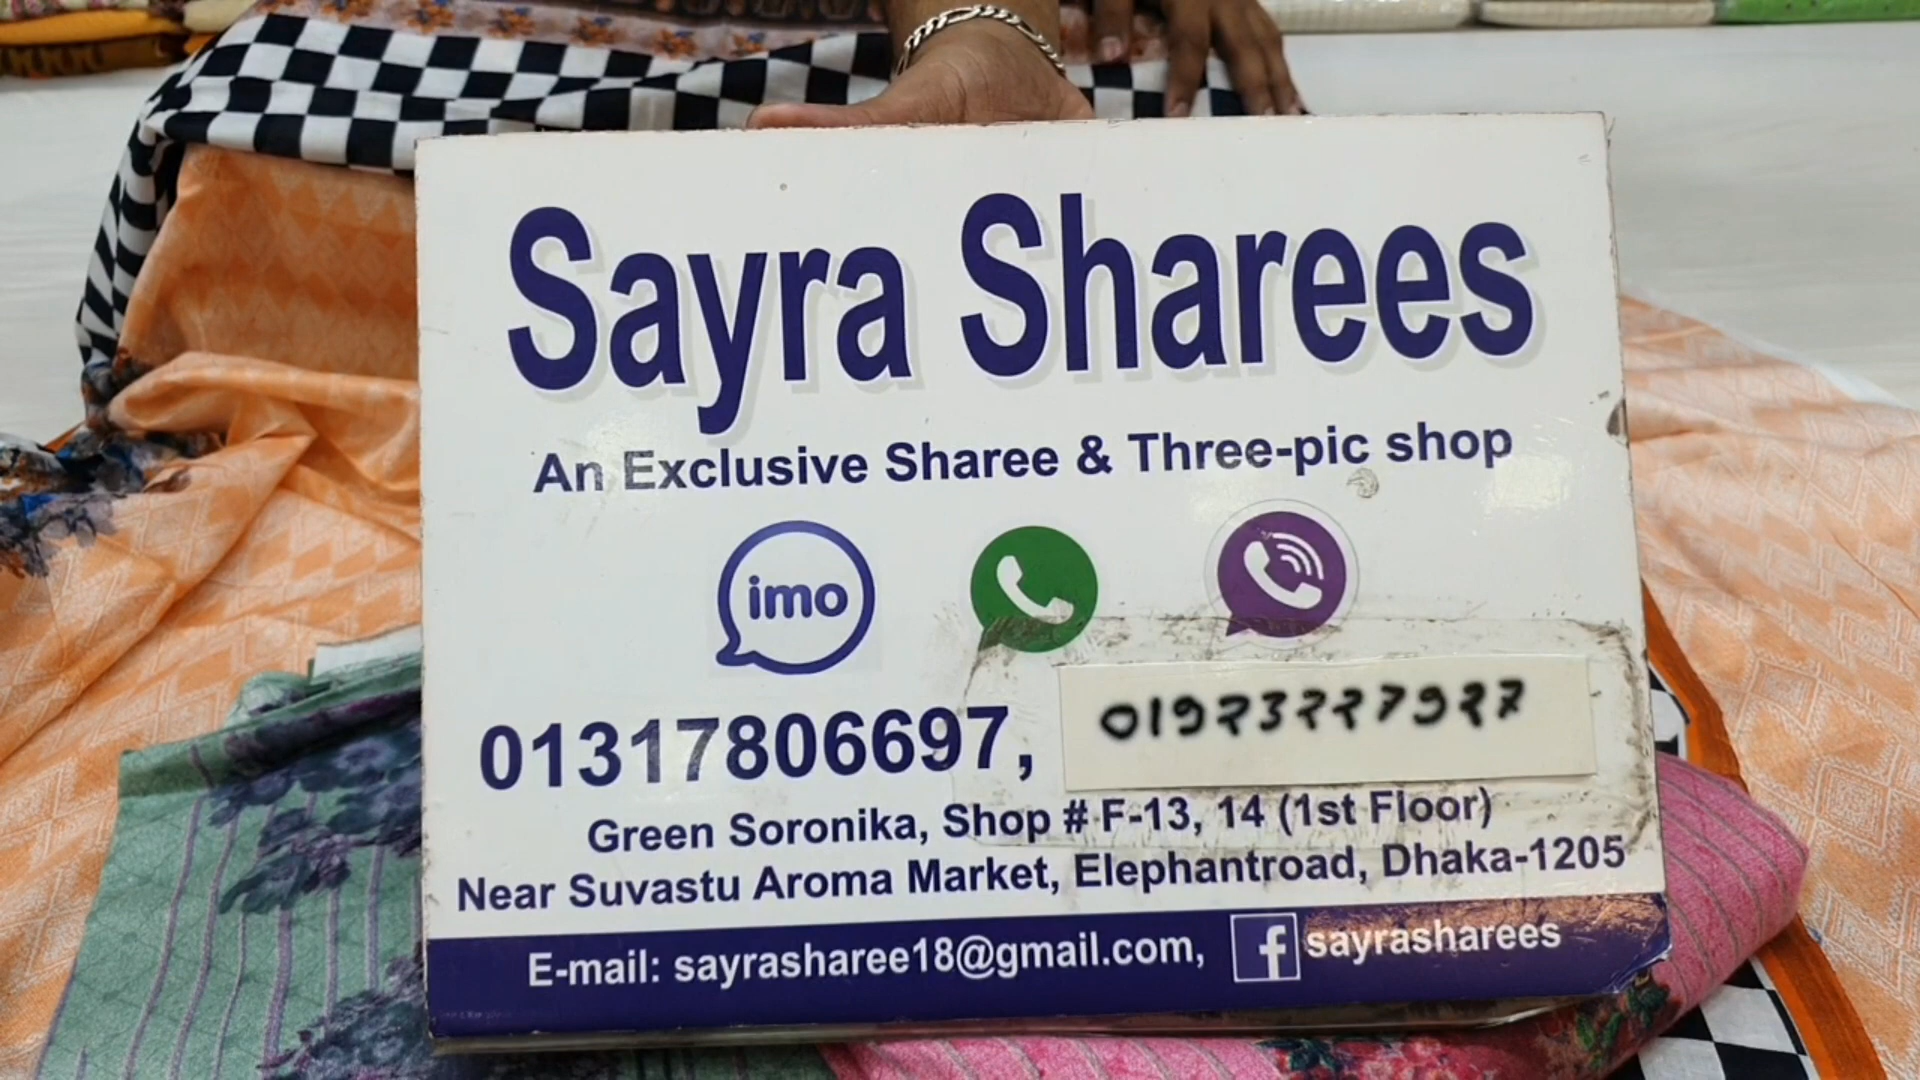 Sayra Sharees
An Exclusive Sharee & Three-pic shop
imo
01317806697, 01923227927
Green Soronika, Shop # F-13, 14 (1st Floor)
Near Suvastu Aroma Market, Elephantroad, Dhaka-1205
E-mail: sayrasharee18@gmail.com, f sayrasharees